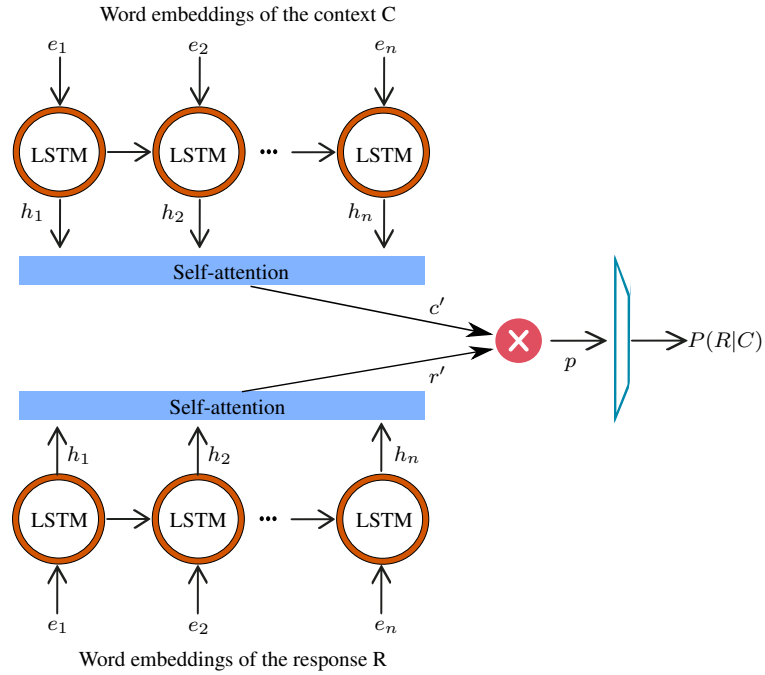 Word embeddings of the context C
e₁ e₂ eₙ
LSTM LSTM ... LSTM
h₁ h₂ hₙ
Self-attention
c′
p P(R|C)
r′
Self-attention
h₁ h₂ hₙ
LSTM LSTM ... LSTM
e₁ e₂ eₙ
Word embeddings of the response R